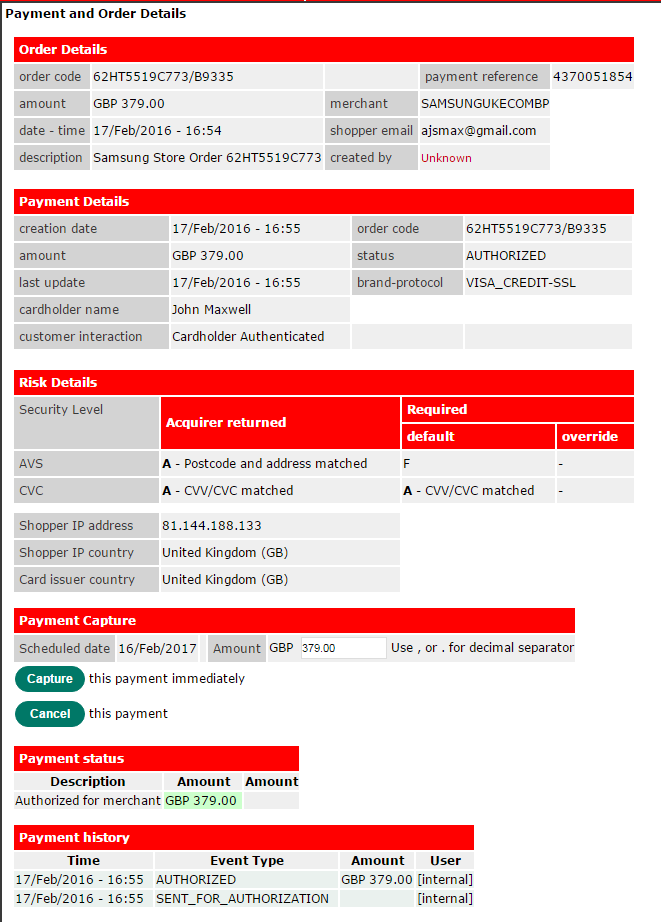 Payment and Order Details
Order Details
order code 62HT5519C773/B9335 payment reference 4370051854
amount GBP 379.00 merchant SAMSUNGUKECOMBP
date - time 17/Feb/2016 - 16:54 shopper email ajsmax@gmail.com
description Samsung Store Order 62HT5519C773 created by Unknown
Payment Details
creation date 17/Feb/2016 - 16:55 order code 62HT5519C773/B9335
amount GBP 379.00 status AUTHORIZED
last update 17/Feb/2016 - 16:55 brand-protocol VISA_CREDIT-SSL
cardholder name John Maxwell
customer interaction Cardholder Authenticated
Risk Details
Security Level Acquirer returned Required
default override
AVS A - Postcode and address matched F -
CVC A - CVV/CVC matched A - CVV/CVC matched -
Shopper IP address 81.144.188.133
Shopper IP country United Kingdom (GB)
Card issuer country United Kingdom (GB)
Payment Capture
Scheduled date 16/Feb/2017 Amount GBP 379.00 Use , or . for decimal separator
Capture this payment immediately
Cancel this payment
Payment status
Description Amount Amount
Authorized for merchant GBP 379.00
Payment history
Time Event Type Amount User
17/Feb/2016 - 16:55 AUTHORIZED GBP 379.00 [internal]
17/Feb/2016 - 16:55 SENT_FOR_AUTHORIZATION [internal]